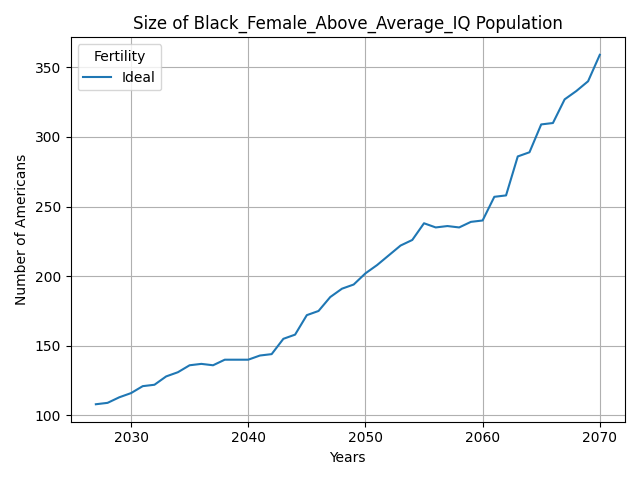 Size of Black_Female_Above_Average_IQ Population
Fertility
Ideal
Number of Americans
350
300
250
200
150
100
2030 2040 2050 2060 2070
Years